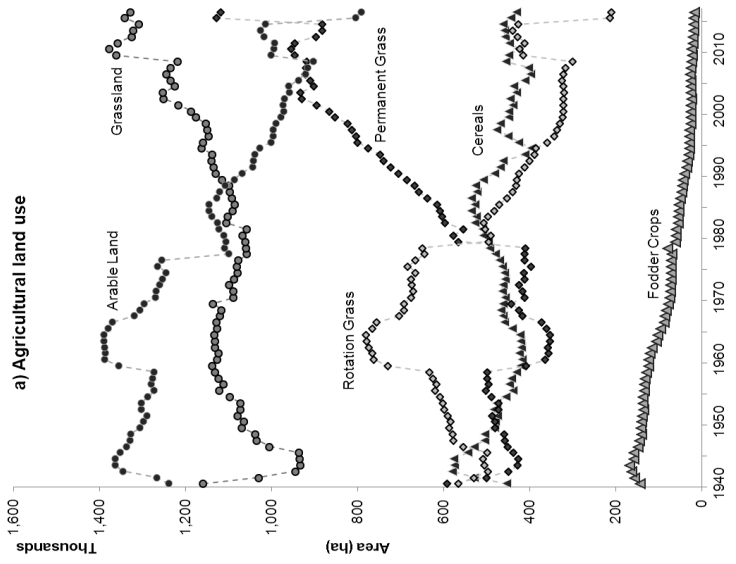 a) Agricultural land use
Thousands
1,600
1,400
1,200
1,000
800
600
400
200
0
Area (ha)
Grassland
Arable Land
Permanent Grass
Rotation Grass
Cereals
Fodder Crops
1940
1950
1960
1970
1980
1990
2000
2010